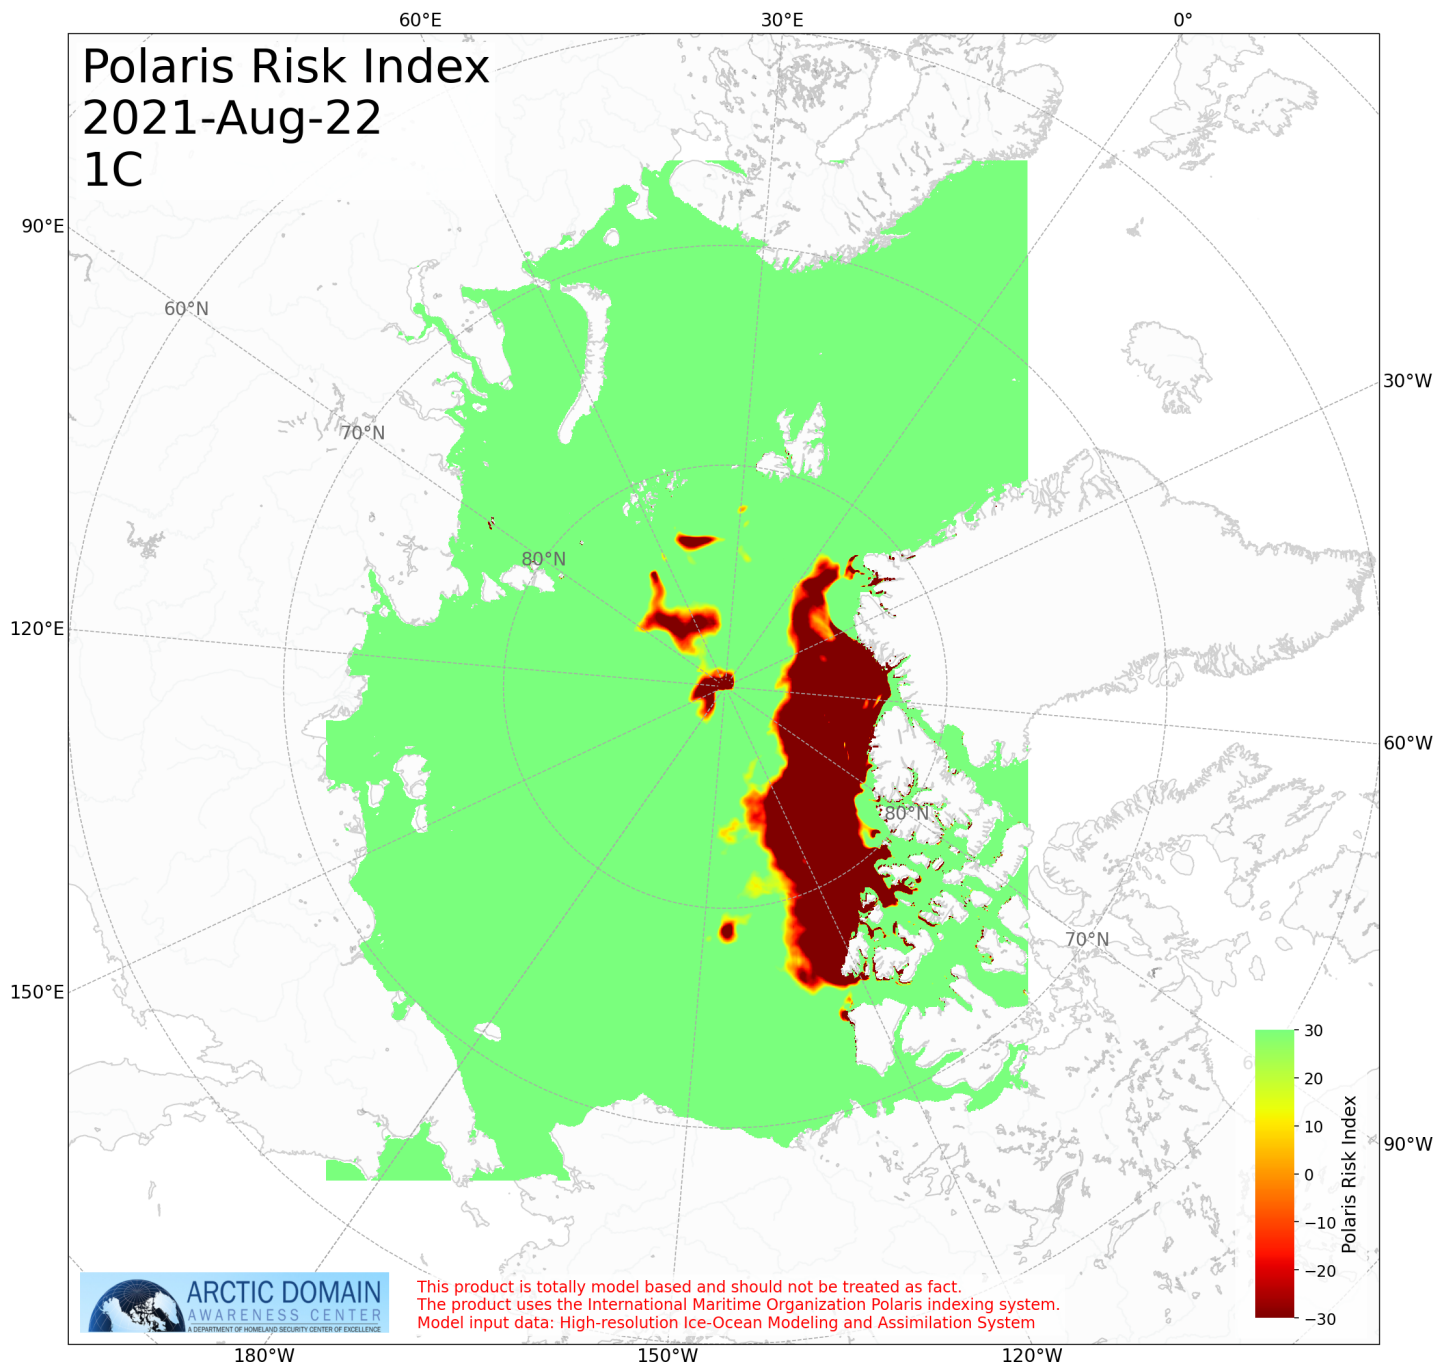 60°E 30°E 0°
Polaris Risk Index
2021-Aug-22
1C
90°E
60°N
30°W
70°N
80°N
120°E
60°W
80°N
70°N
150°E
30
20
10
0
−10
−20
−30
Polaris Risk Index
90°W
ARCTIC DOMAIN
AWARENESS CENTER
A DEPARTMENT OF HOMELAND SECURITY CENTER OF EXCELLENCE
This product is totally model based and should not be treated as fact.
The product uses the International Maritime Organization Polaris indexing system.
Model input data: High-resolution Ice-Ocean Modeling and Assimilation System
180°W 150°W 120°W